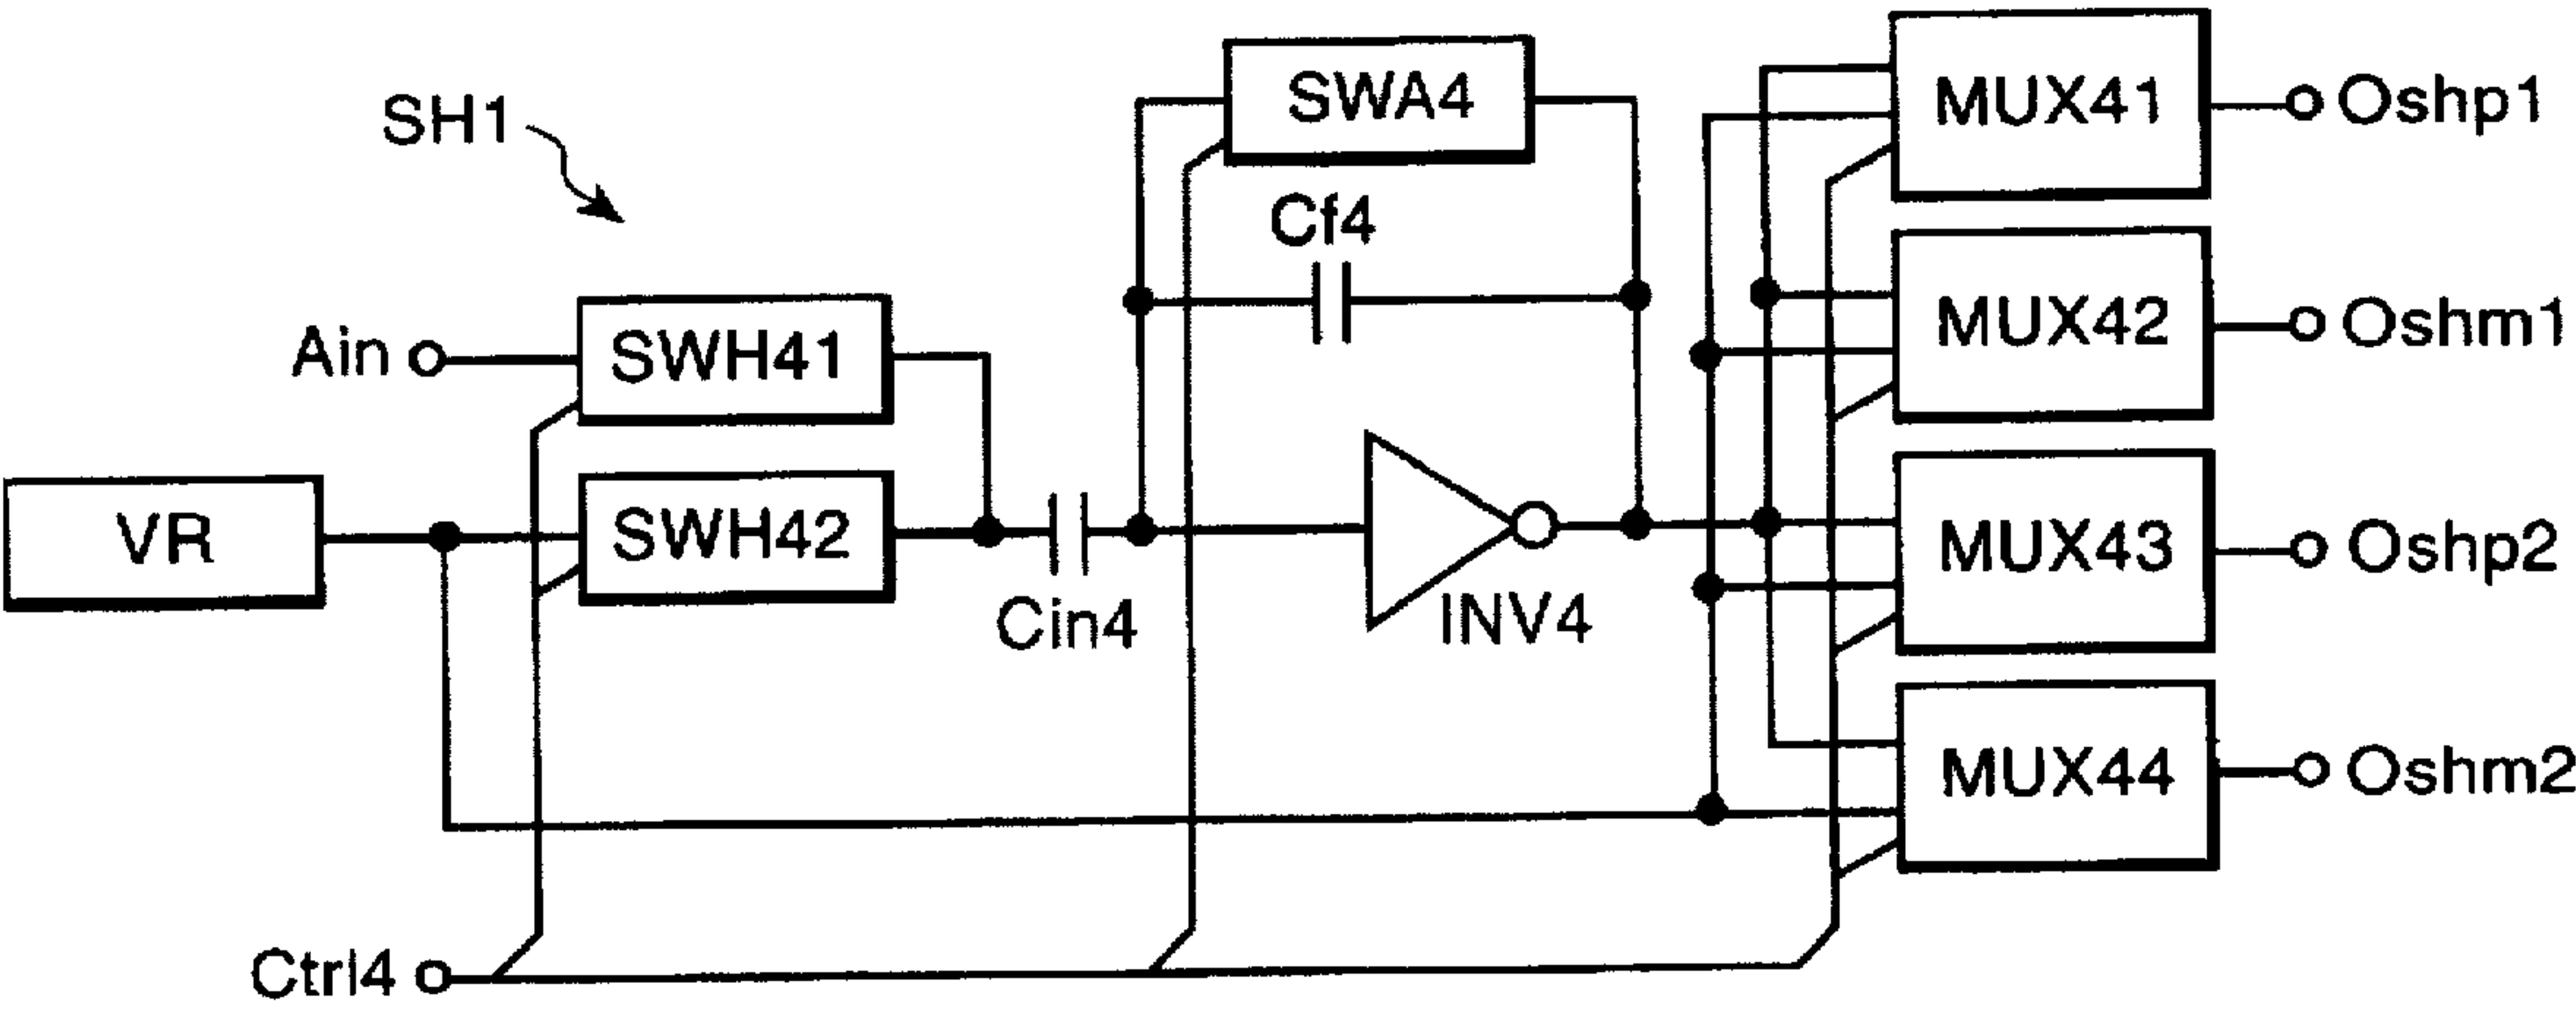 SH1
SWA4
MUX41
Oshp1
Cf4
Ain
SWH41
MUX42
Oshm1
VR
SWH42
Cin4
INV4
MUX43
Oshp2
MUX44
Oshm2
Ctrl4